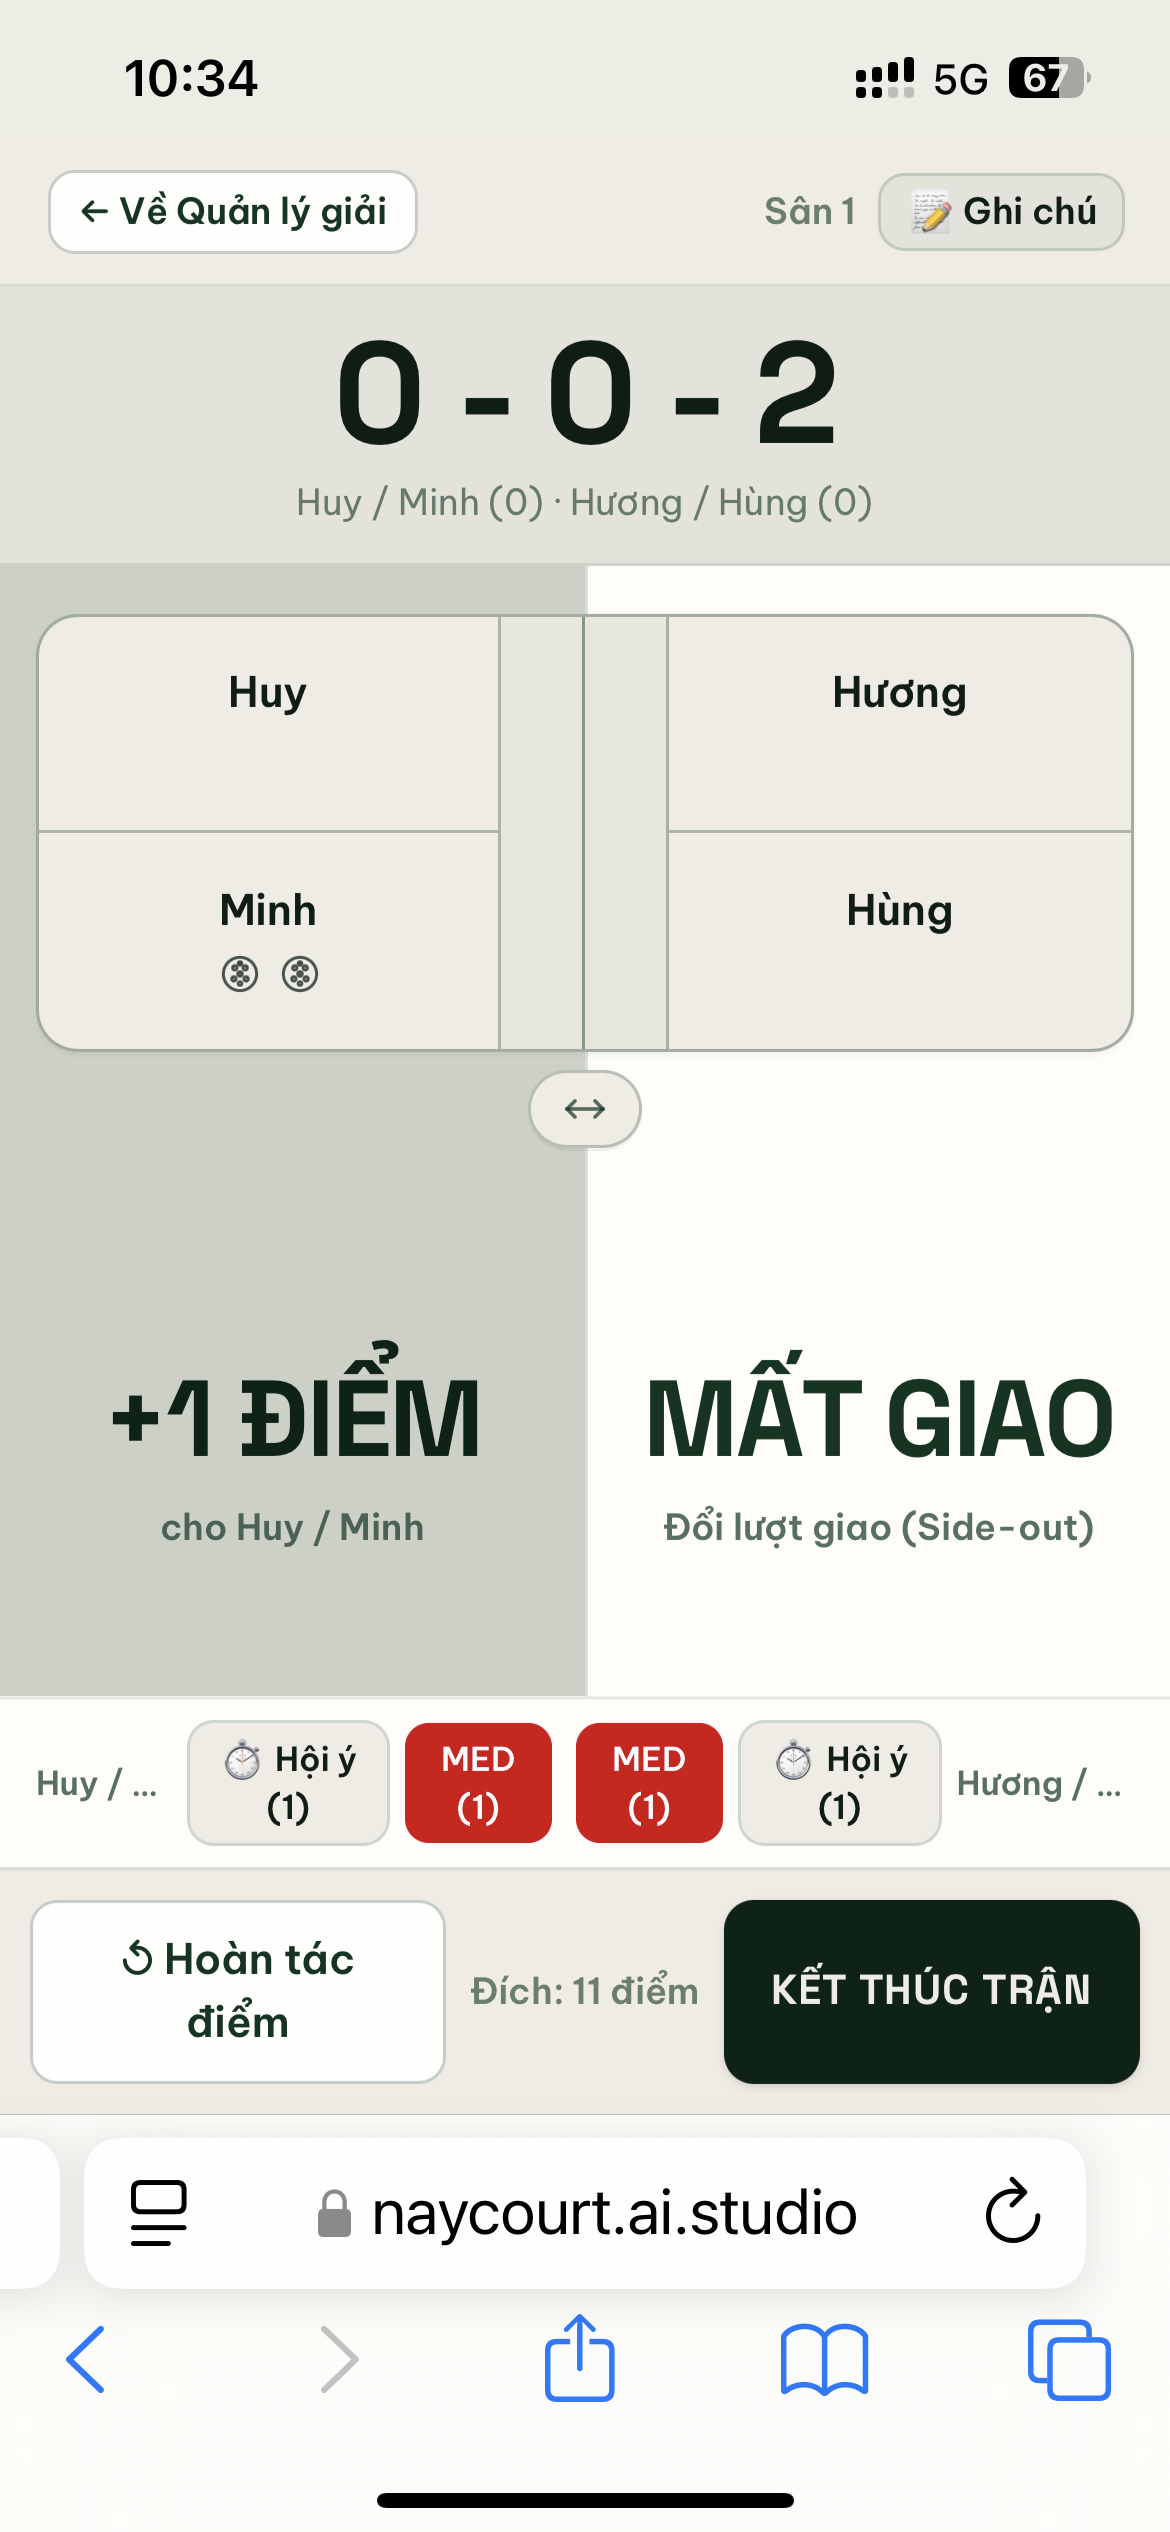 10:34
5G
67
← Về Quản lý giải
Sân 1
📝 Ghi chú
0 - 0 - 2
Huy / Minh (0) · Hương / Hùng (0)
Huy
Hương
Minh
Hùng
↔
+1 ĐIỂM
MẤT GIAO
cho Huy / Minh
Đổi lượt giao (Side-out)
Huy / ...
⏱ Hội ý
(1)
MED
(1)
MED
(1)
⏱ Hội ý
(1)
Hương / ...
Hoàn tác
điểm
Đích: 11 điểm
KẾT THÚC TRẬN
naycourt.ai.studio